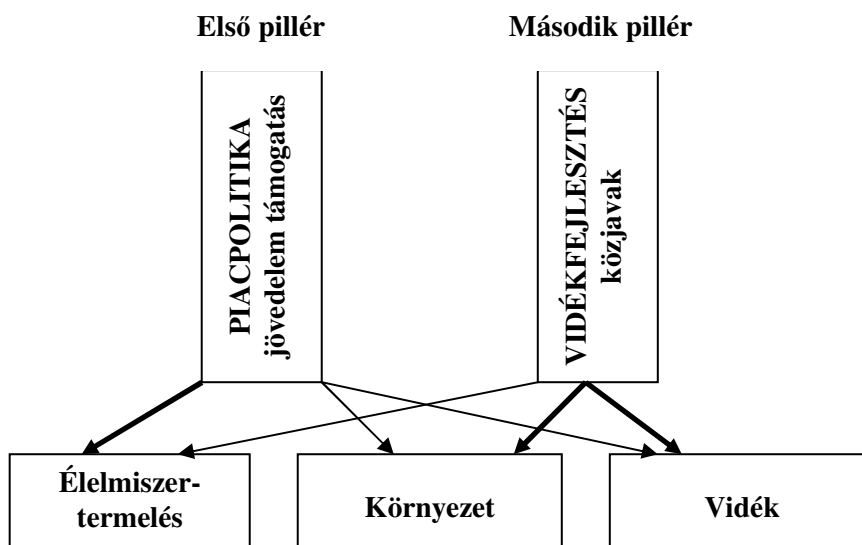 Első pillér
Második pillér
PIACPOLITIKA
jövedelem támogatás
VIDÉKFEJLESZTÉS
közjavak
Élelmiszer-
termelés
Környezet
Vidék